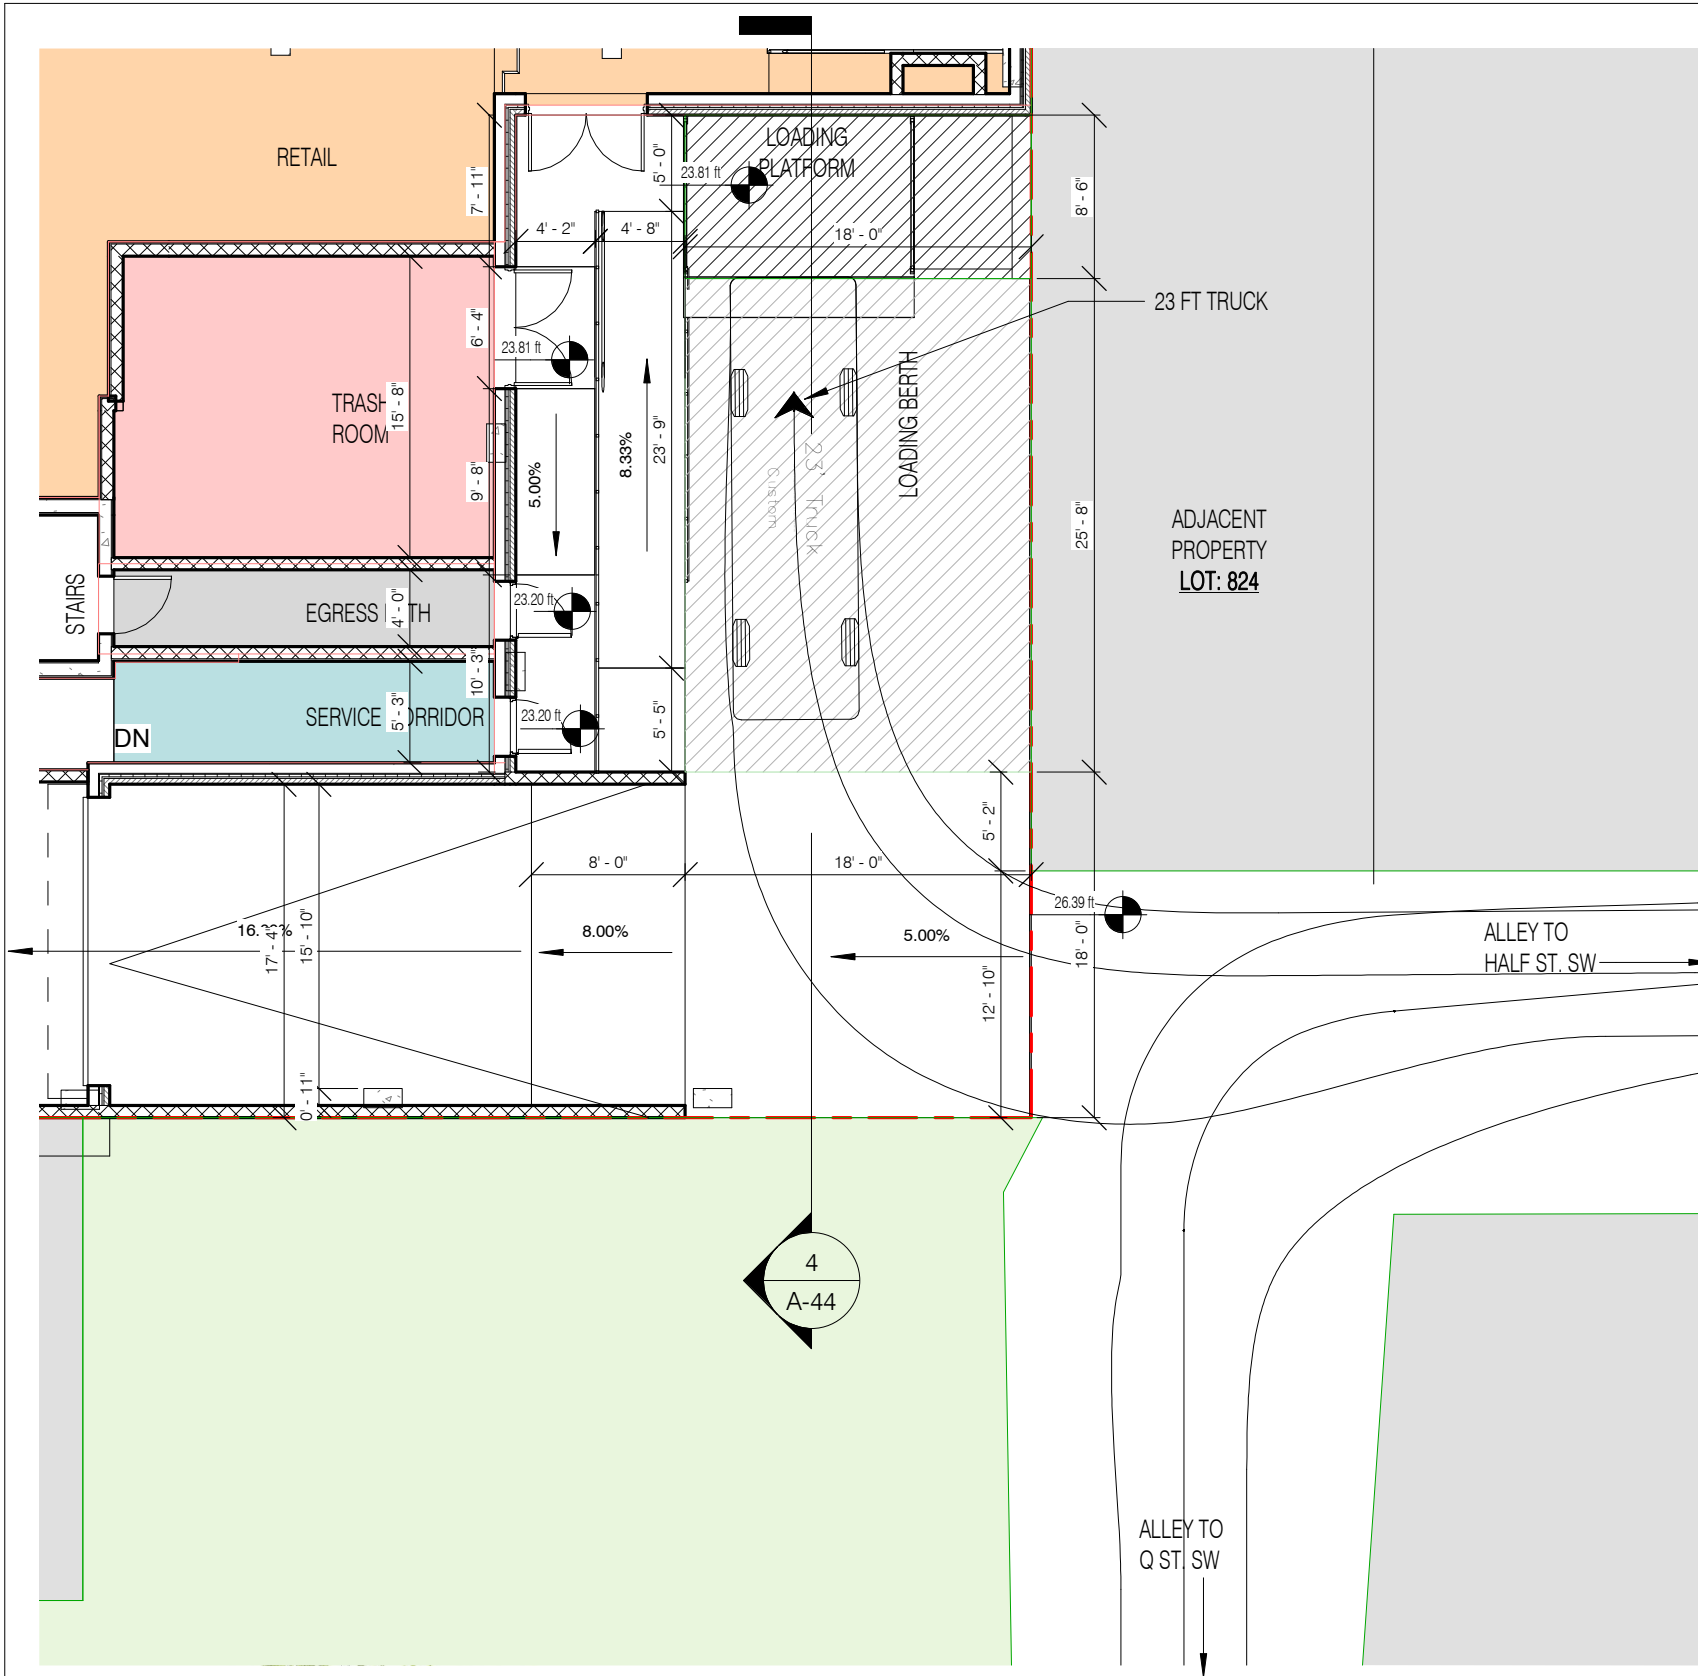 RETAIL
LOADING
PLATFORM
23.81 ft
5' - 0"
7' - 11"
8' - 6"
4' - 2"
4' - 8"
18' - 0"
23 FT TRUCK
6' - 4"
23.81 ft
TRASH
ROOM
15' - 8"
9' - 8"
5.00%
8.33%
23' - 9"
23' Truck
Custom
LOADING BERTH
25' - 8"
ADJACENT
PROPERTY
LOT: 824
STAIRS
EGRESS TH
4' - 0"
23.20 ft
10' - 3"
SERVICE ORRIDOR
5' - 3"
23.20 ft
5' - 5"
DN
5' - 2"
8' - 0"
18' - 0"
26.39 ft
17' - 4"
15' - 10"
8.00%
5.00%
18' - 0"
12' - 10"
0' - 11"
ALLEY TO
HALF ST. SW
4
A-44
ALLEY TO
Q ST. SW